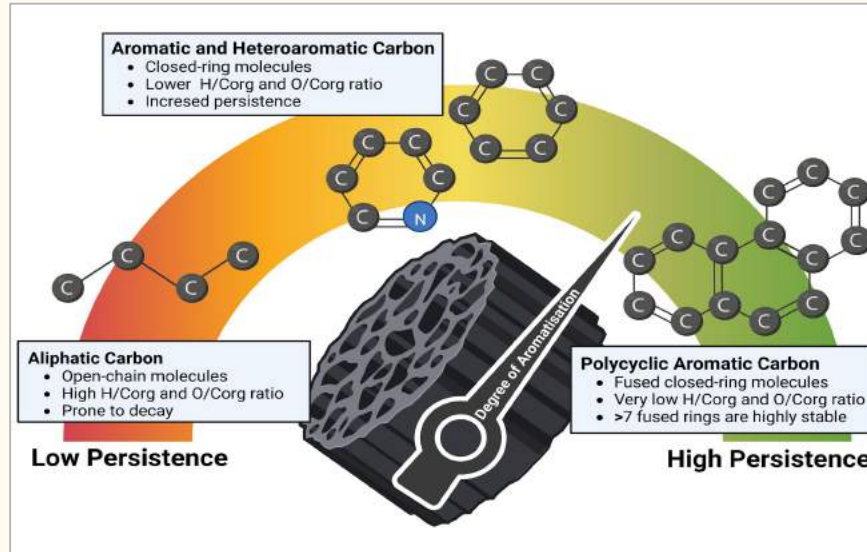 Aromatic and Heteroaromatic Carbon
• Closed-ring molecules
• Lower H/Corg and O/Corg ratio
• Incresed persistence
C C
C C
C C
C C
C C
C N
C C C C
C C
C C
C C
C C C
C C C
C C
Degree of Aromatisation
Aliphatic Carbon
• Open-chain molecules
• High H/Corg and O/Corg ratio
• Prone to decay
Polycyclic Aromatic Carbon
• Fused closed-ring molecules
• Very low H/Corg and O/Corg ratio
• >7 fused rings are highly stable
Low Persistence
High Persistence